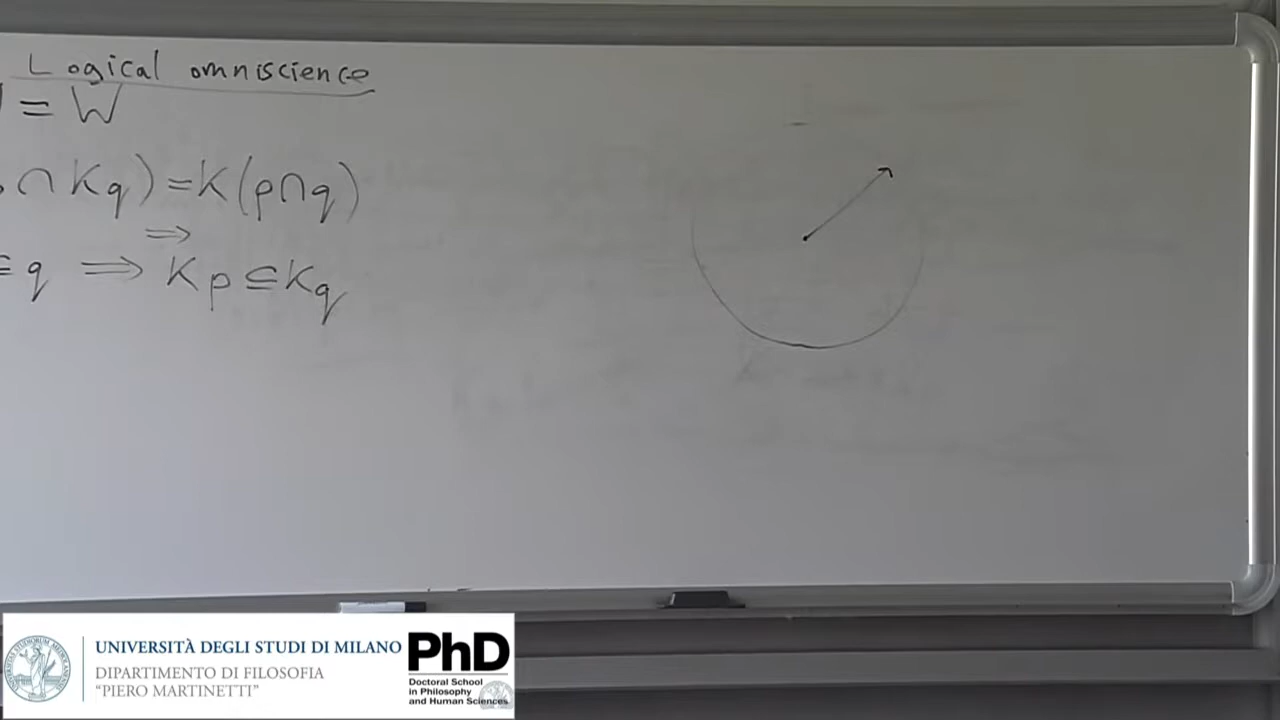 Logical omniscience
= W
∩ Kq) = K(p∩q)
⇒
⊆ q ⇒ Kp ⊆ Kq
UNIVERSITÀ DEGLI STUDI DI MILANO
DIPARTIMENTO DI FILOSOFIA
"PIERO MARTINETTI"
PhD
Doctoral School
in Philosophy
and Human Sciences